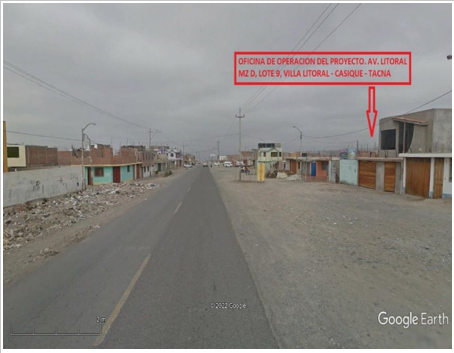 OFICINA DE OPERACIÓN DEL PROYECTO. AV. LITORAL
MZ D, LOTE 9, VILLA LITORAL - CASIQUE - TACNA
© 2022 Google
Google Earth